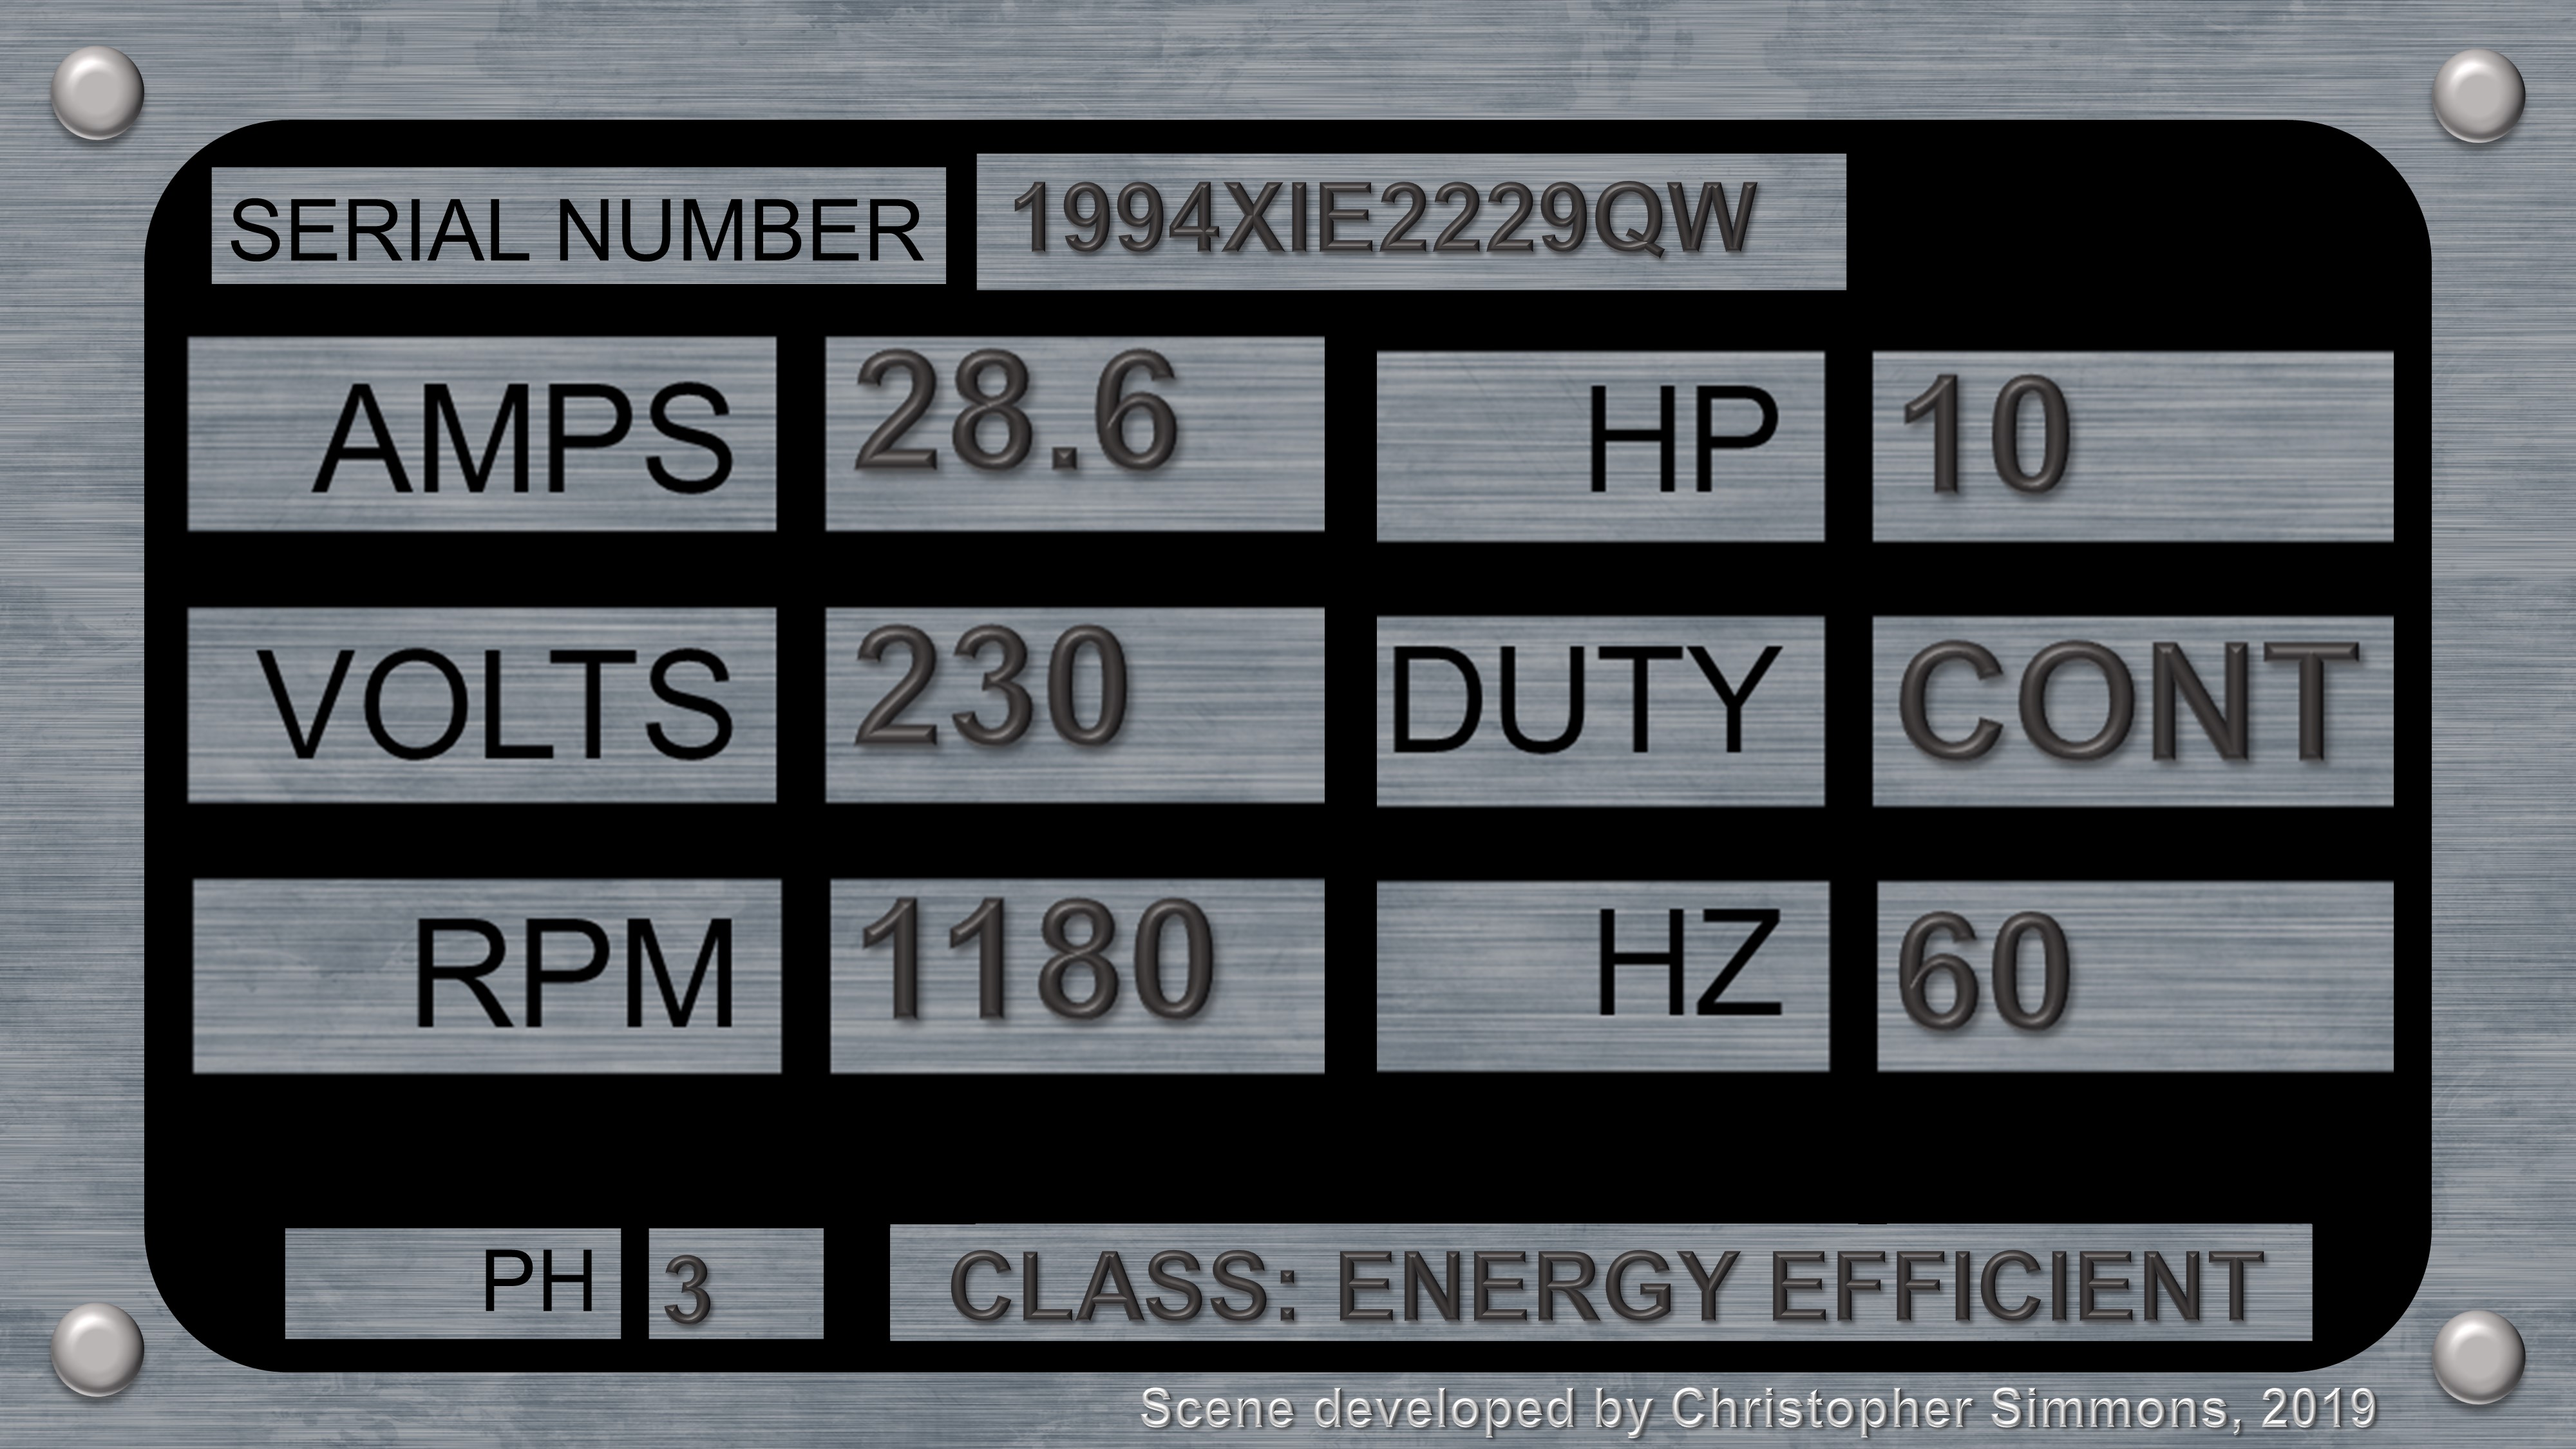 SERIAL NUMBER 1994XIE2229QW
AMPS 28.6 HP 10
VOLTS 230 DUTY CONT
RPM 1180 HZ 60
PH 3 CLASS: ENERGY EFFICIENT
Scene developed by Christopher Simmons, 2019